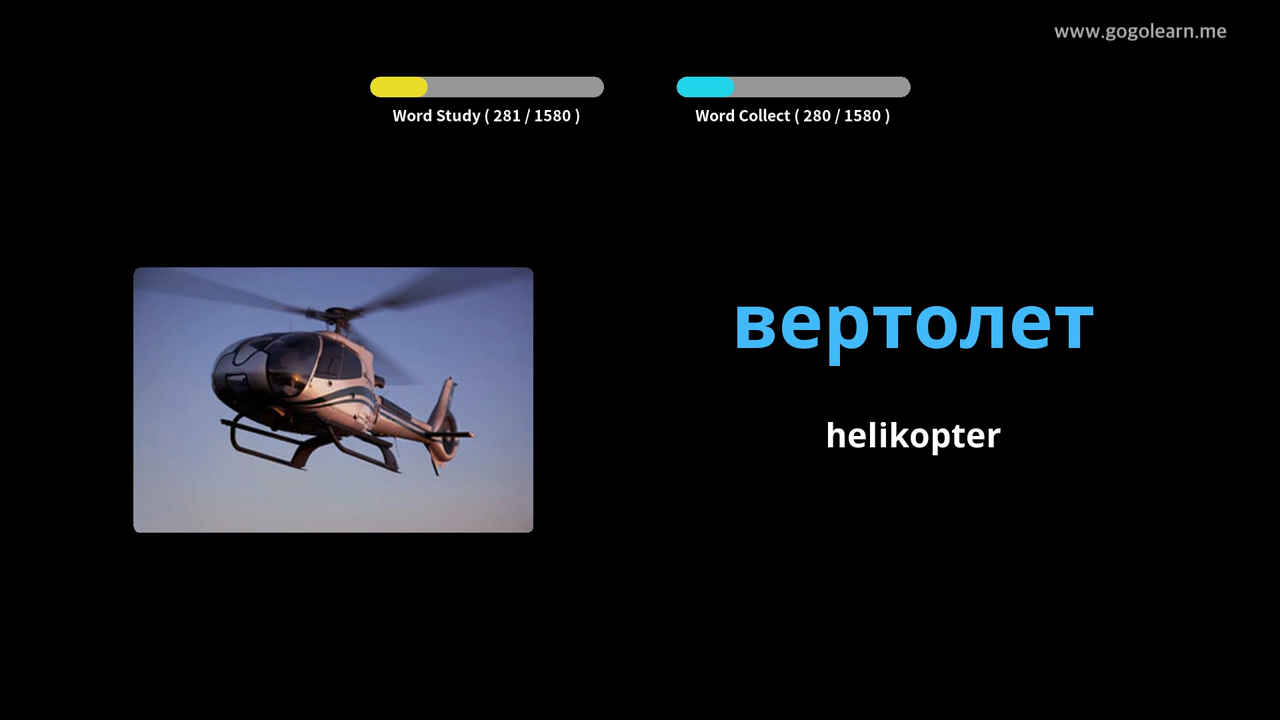 www.gogolearn.me
Word Study ( 281 / 1580 )
Word Collect ( 280 / 1580 )
вертолет
helikopter